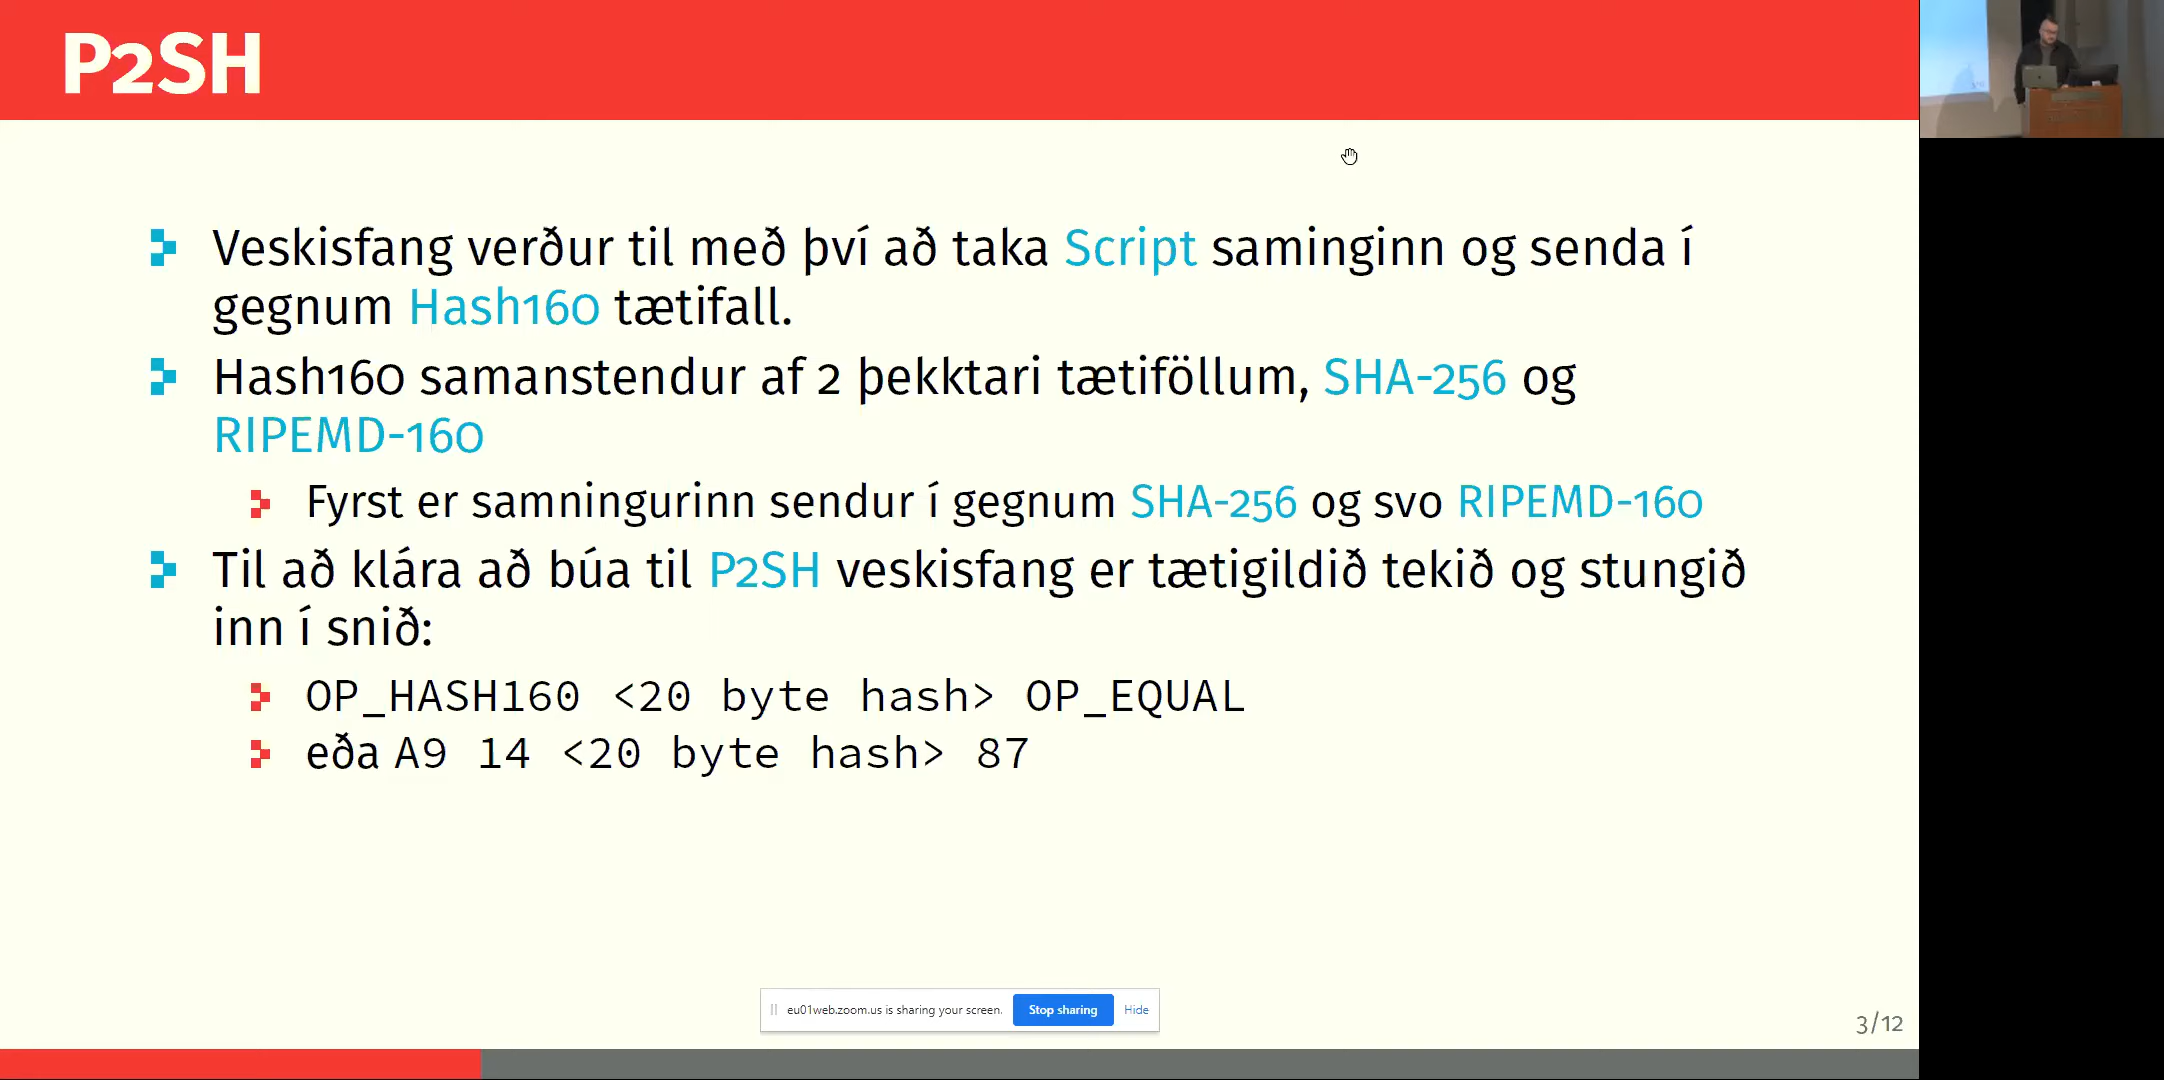 P2SH
Veskisfang verður til með því að taka Script saminginn og senda í
gegnum Hash160 tætifall.
Hash160 samanstendur af 2 þekktari tætiföllum, SHA-256 og
RIPEMD-160
Fyrst er samningurinn sendur í gegnum SHA-256 og svo RIPEMD-160
Til að klára að búa til P2SH veskisfang er tætigildið tekið og stungið
inn í snið:
OP_HASH160 <20 byte hash> OP_EQUAL
eða A9 14 <20 byte hash> 87
eu01web.zoom.us is sharing your screen. Stop sharing Hide
3/12